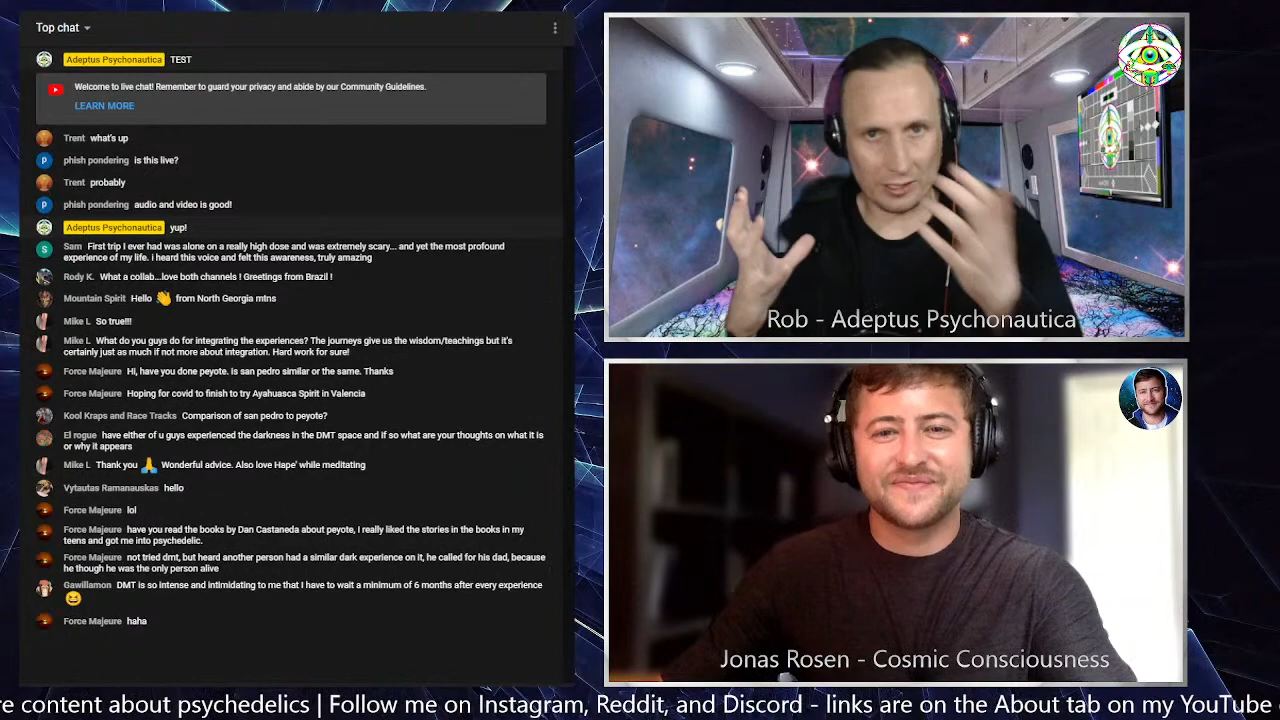 Top chat
Adeptus Psychonautica TEST
Welcome to live chat! Remember to guard your privacy and abide by our Community Guidelines.
LEARN MORE
Trent what's up
phish pondering is this live?
Trent probably
phish pondering audio and video is good!
Adeptus Psychonautica yup!
Sam First trip I ever had was alone on a really high dose and was extremely scary... and yet the most profound
experience of my life. i heard this voice and felt this awareness, truly amazing
Rody K. What a collab...love both channels ! Greetings from Brazil !
Mountain Spirit Hello 👋 from North Georgia mtns
Mike L So true!!!
Mike L What do you guys do for integrating the experiences? The journeys give us the wisdom/teachings but it's
certainly just as much if not more about integration. Hard work for sure!
Force Majeure Hi, have you done peyote. is san pedro similar or the same. Thanks
Force Majeure Hoping for covid to finish to try Ayahuasca Spirit in Valencia
Kool Kraps and Race Tracks Comparison of san pedro to peyote?
El rogue have either of u guys experienced the darkness in the DMT space and if so what are your thoughts on what it is
or why it appears
Mike L Thank you 🙏 Wonderful advice. Also love Hape' while meditating
Vytautas Ramanauskas hello
Force Majeure lol
Force Majeure have you read the books by Dan Castaneda about peyote, i really liked the stories in the books in my
teens and got me into psychedelic.
Force Majeure not tried dmt, but heard another person had a similar dark experience on it, he called for his dad, because
he though he was the only person alive
Gawillamon DMT is so intense and intimidating to me that I have to wait a minimum of 6 months after every experience
😆
Force Majeure haha
Rob - Adeptus Psychonautica
Jonas Rosen - Cosmic Consciousness
re content about psychedelics | Follow me on Instagram, Reddit, and Discord - links are on the About tab on my YouTube